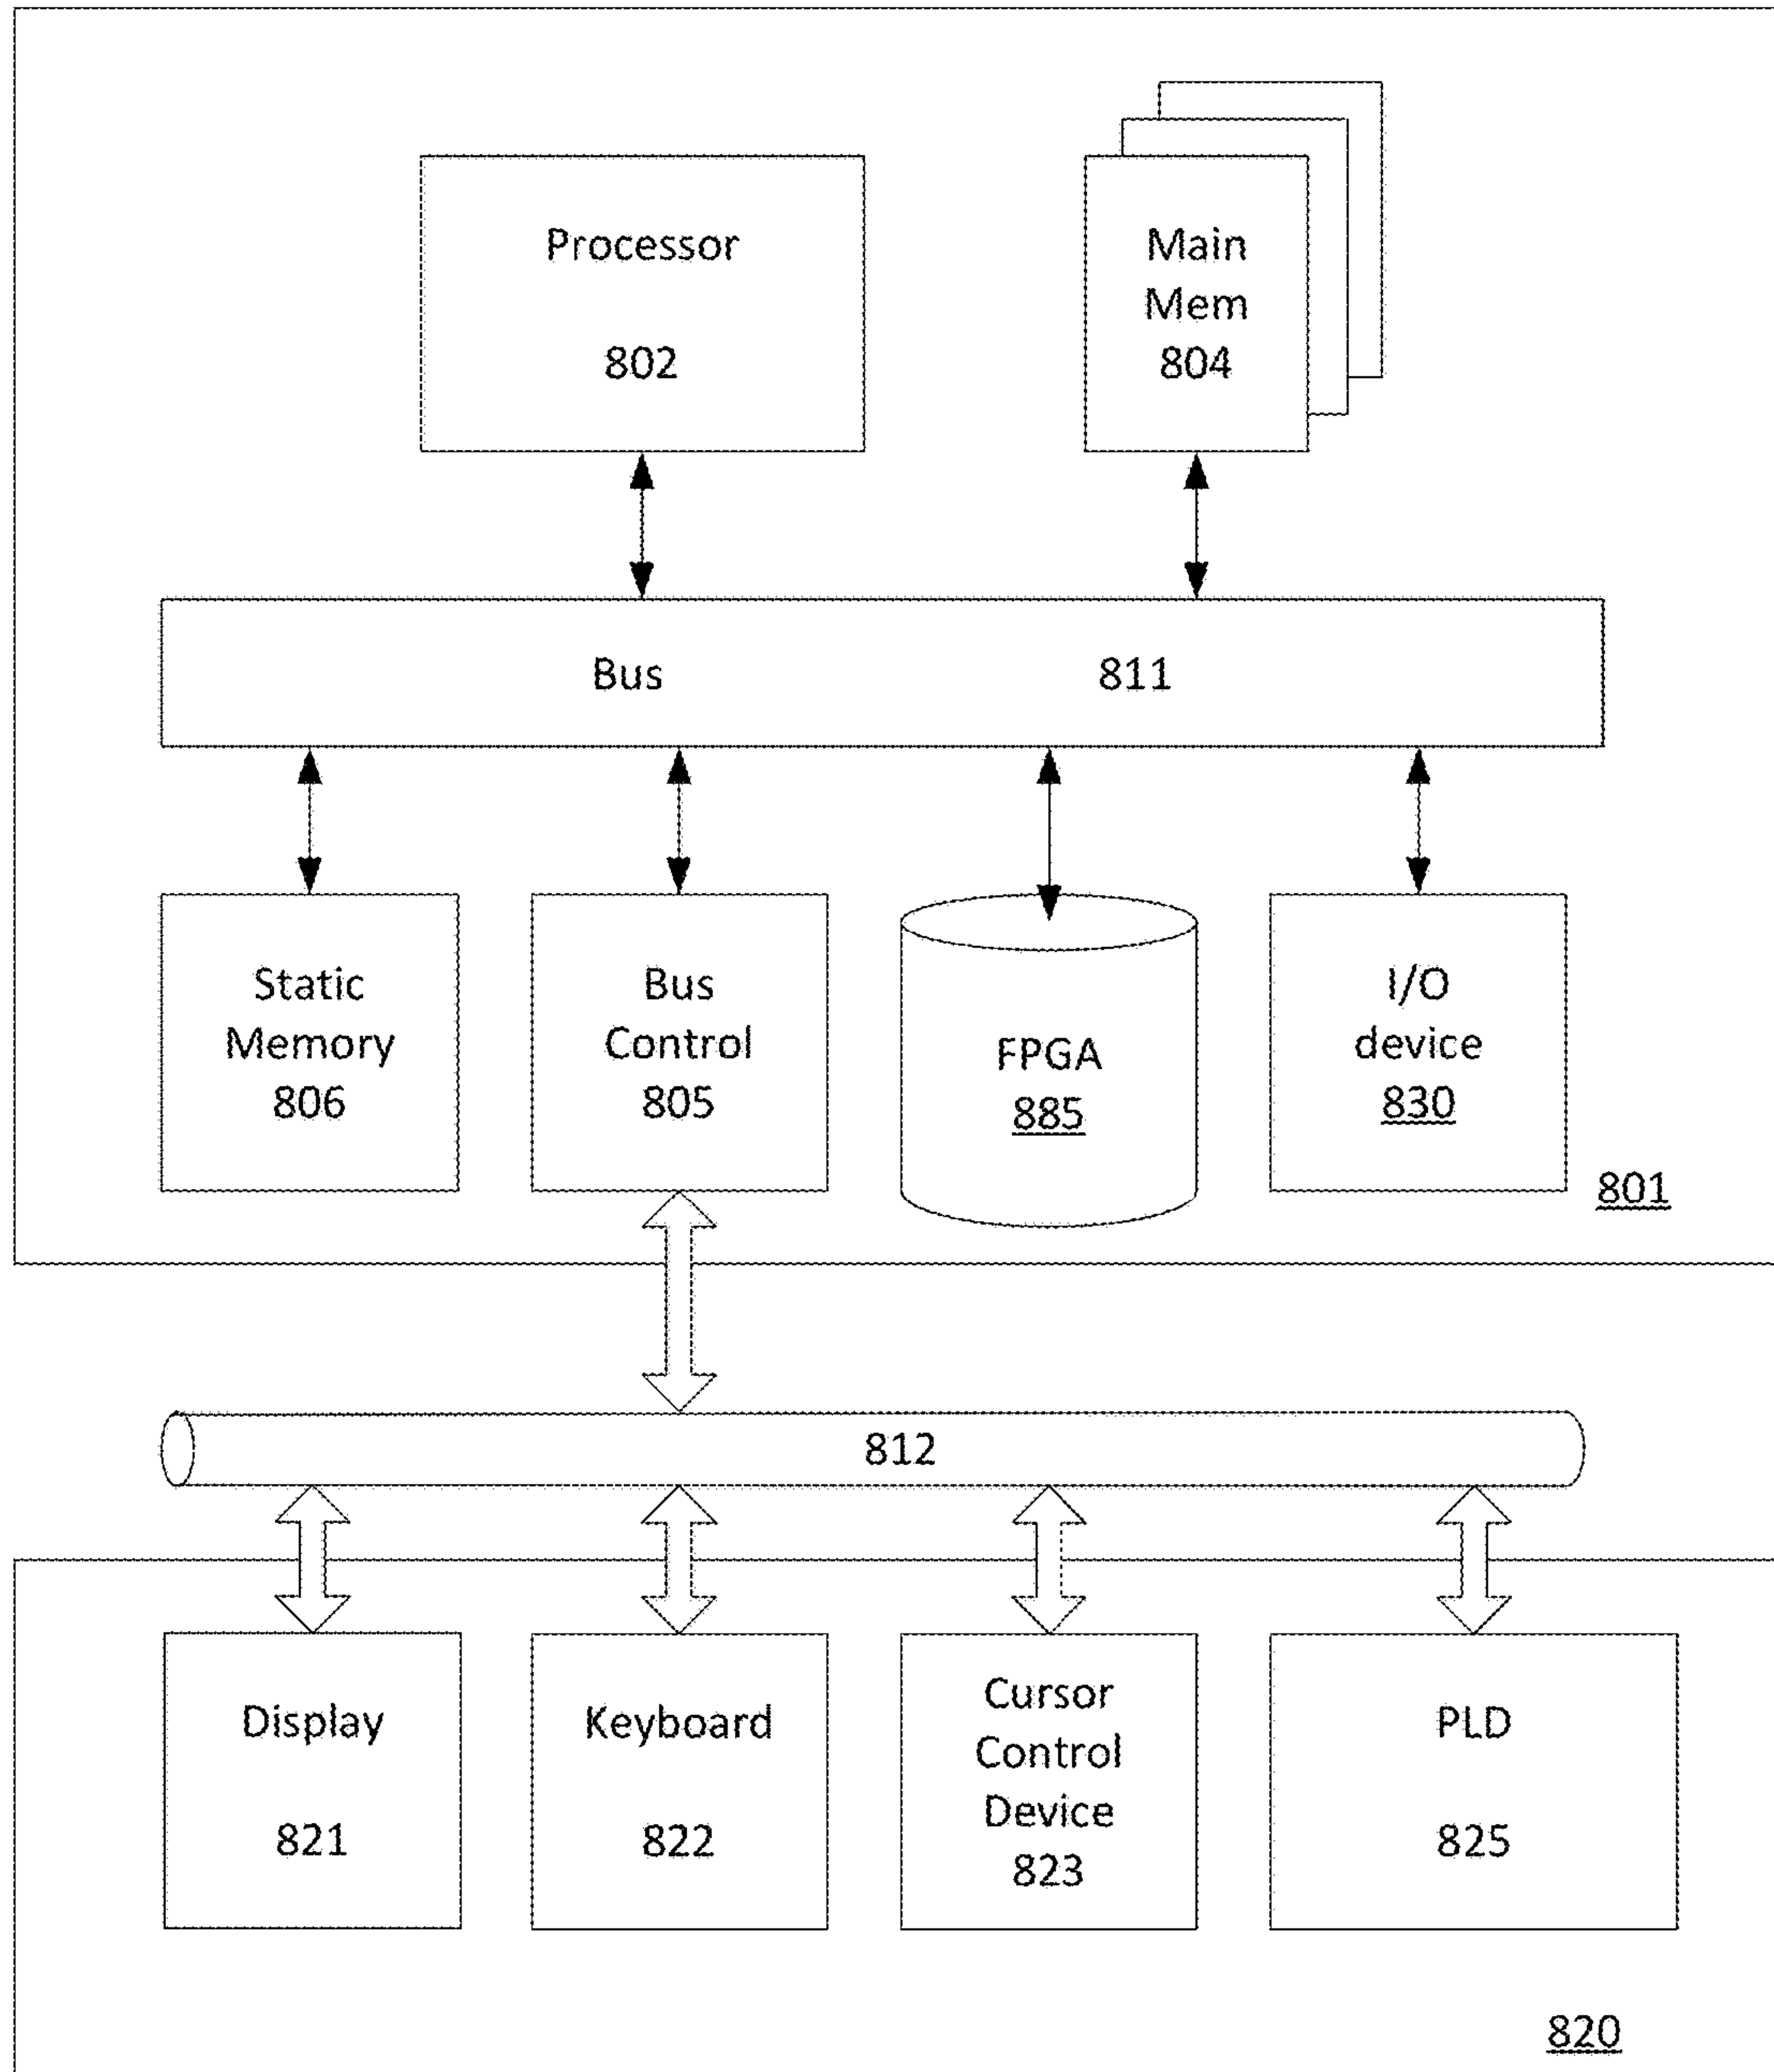 Processor
802
Main
Mem
804
Bus 811
Static
Memory
806
Bus
Control
805
FPGA
885
I/O
device
830
801
812
Display
821
Keyboard
822
Cursor
Control
Device
823
PLD
825
820